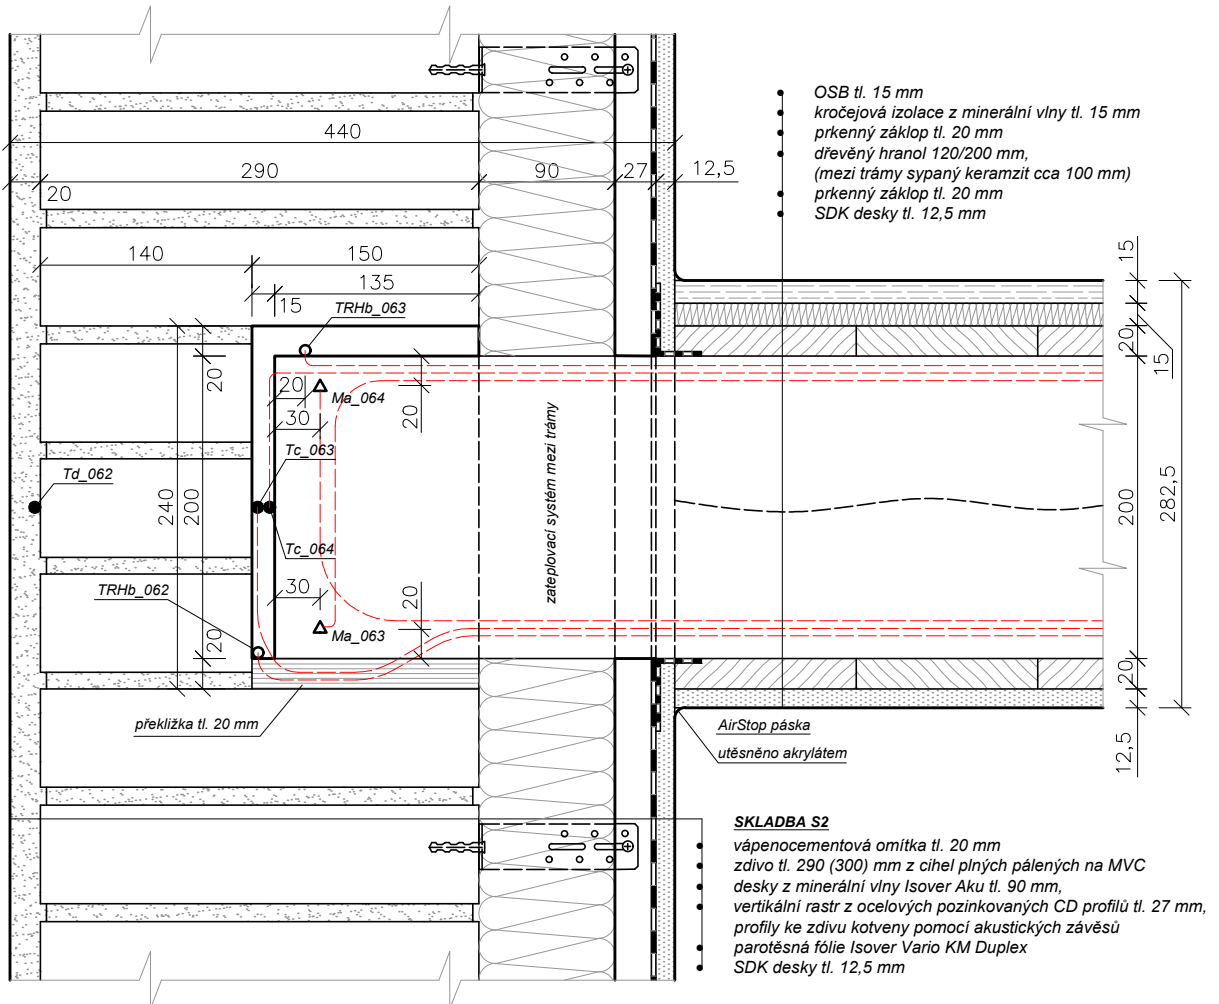 OSB tl. 15 mm
kročejová izolace z minerální vlny tl. 15 mm
prkenný záklop tl. 20 mm
dřevěný hranol 120/200 mm,
(mezi trámy sypaný keramzit cca 100 mm)
prkenný záklop tl. 20 mm
SDK desky tl. 12,5 mm
440
290
90
27
12,5
20
140
150
135
15
TRHb_063
15
20
20
15
20
Ma_064
20
30
Tc_063
Td_062
240
200
zateplovací systém mezi trámy
200
282,5
Tc_064
TRHb_062
30
20
Ma_063
20
20
překližka tl. 20 mm
AirStop páska
utěsněno akrylátem
12,5
SKLADBA S2
vápenocementová omítka tl. 20 mm
zdivo tl. 290 (300) mm z cihel plných pálených na MVC
desky z minerální vlny Isover Aku tl. 90 mm,
vertikální rastr z ocelových pozinkovaných CD profilů tl. 27 mm,
profily ke zdivu kotveny pomocí akustických závěsů
parotěsná fólie Isover Vario KM Duplex
SDK desky tl. 12,5 mm